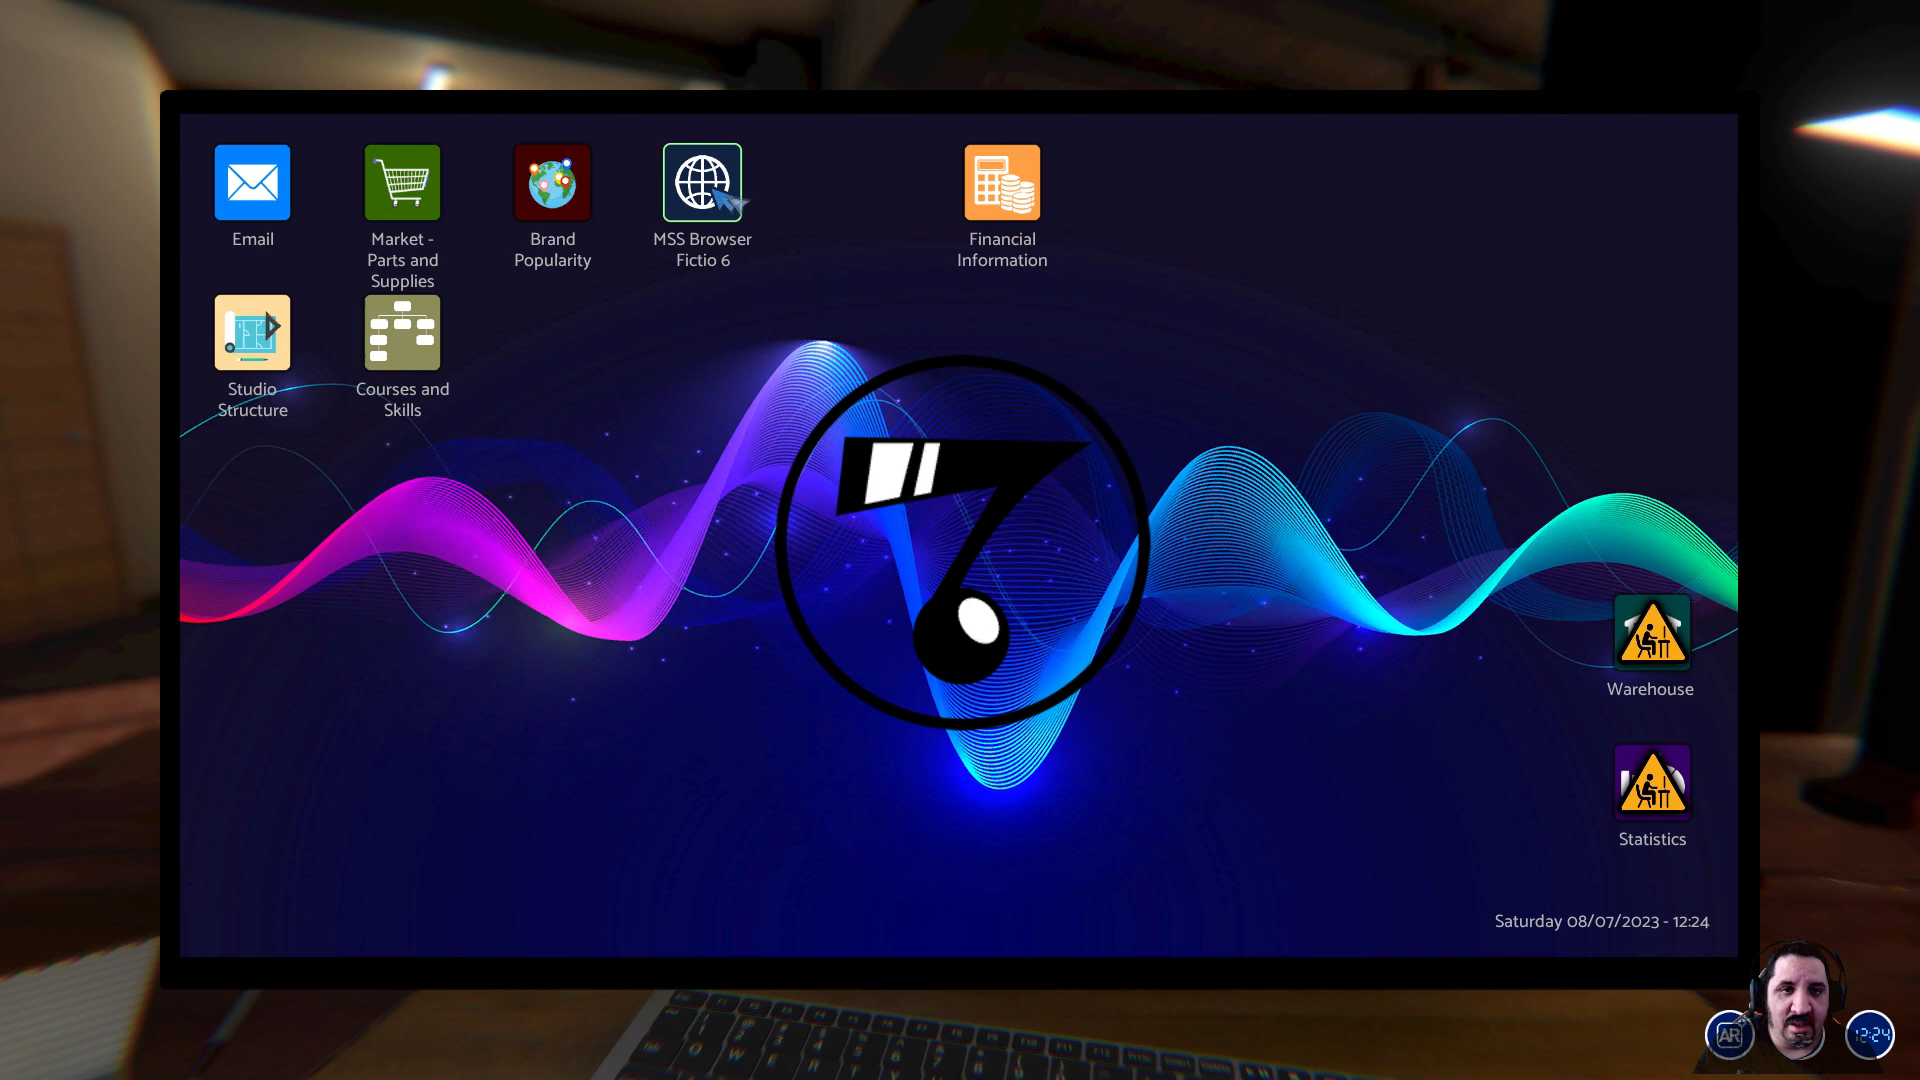 Email
Market -
Parts and
Supplies
Brand
Popularity
MSS Browser
Fictio 6
Financial
Information
Studio
Structure
Courses and
Skills
Warehouse
Statistics
Saturday 08/07/2023 - 12:24
AR
12:24